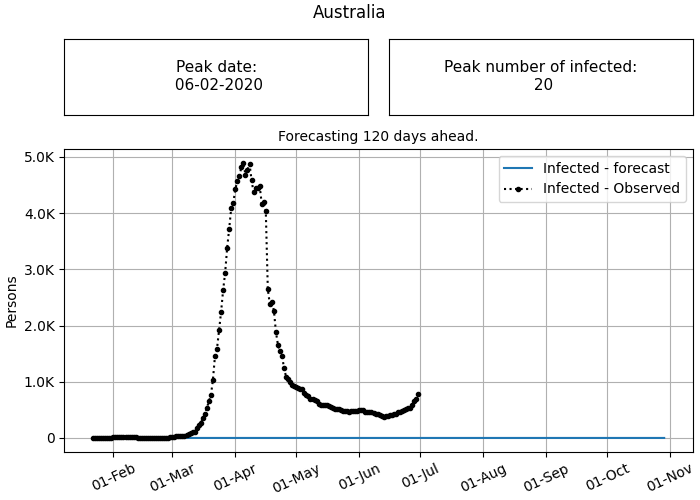 Australia
Peak date:
06-02-2020
Peak number of infected:
20
Forecasting 120 days ahead.
Infected - forecast
Infected - Observed
Persons
5.0K
4.0K
3.0K
2.0K
1.0K
0
01-Feb
01-Mar
01-Apr
01-May
01-Jun
01-Jul
01-Aug
01-Sep
01-Oct
01-Nov